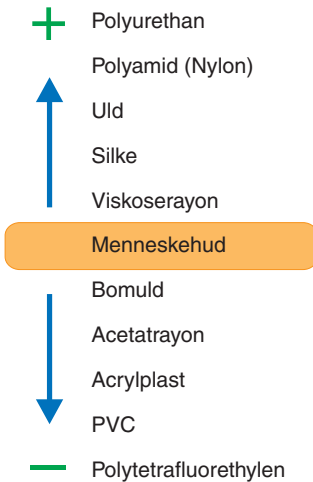 + Polyurethan
Polyamid (Nylon)
Uld
Silke
Viskoserayon
Menneskehud
Bomuld
Acetatrayon
Acrylplast
PVC
— Polytetrafluorethylen